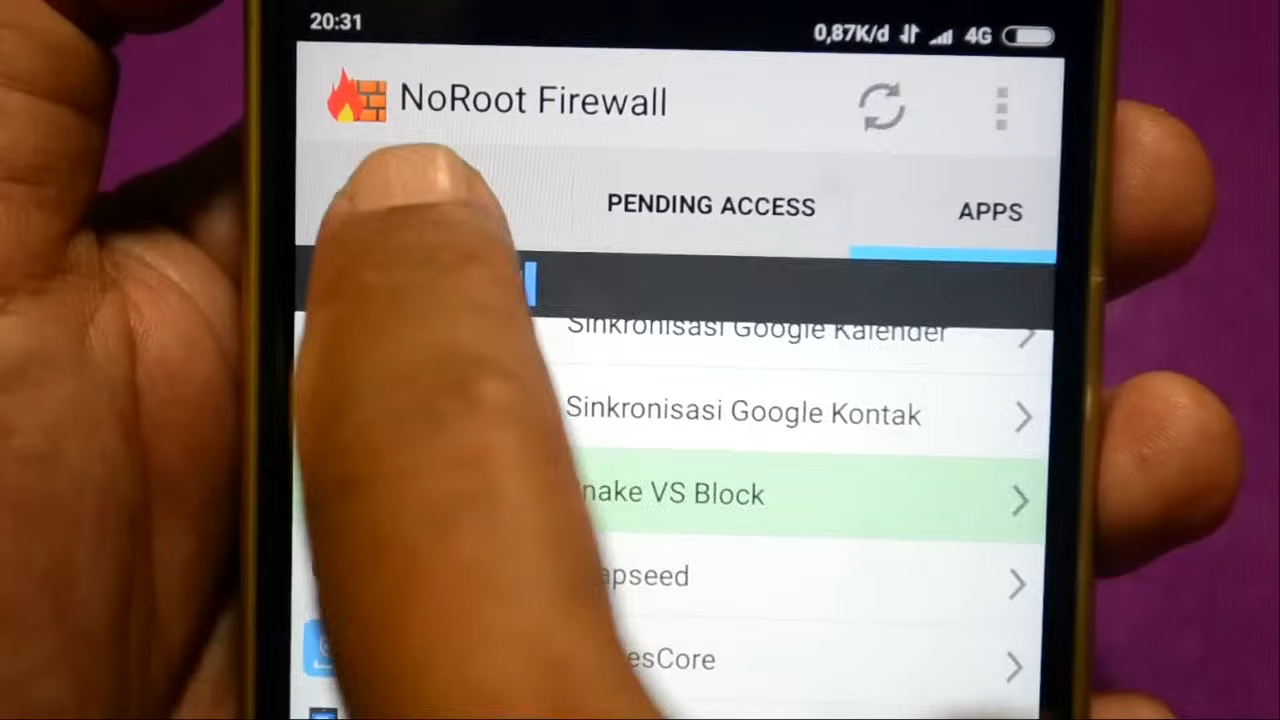 20:31
0,87K/d 4G
NoRoot Firewall
PENDING ACCESS
APPS
Sinkronisasi Google Kalender
Sinkronisasi Google Kontak
nake VS Block
apseed
esCore